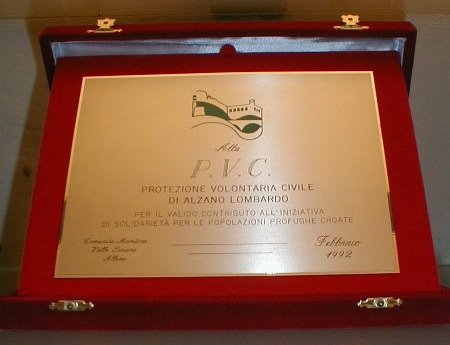 Alla
P.V.C.
PROTEZIONE VOLONTARIA CIVILE
DI ALZANO LOMBARDO
PER IL VALIDO CONTRIBUTO ALL'INIZIATIVA
DI SOLIDARIETÀ PER LE POPOLAZIONI PROFUGHE CROATE
Comunità Montana
Valle Seriana
Albino
Febbraio
1992